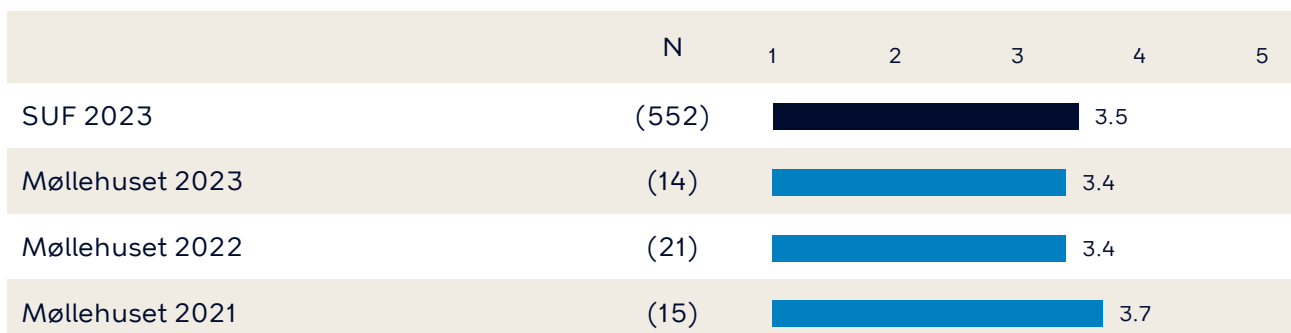 N 1 2 3 4 5
SUF 2023 (552) 3.5
Møllehuset 2023 (14) 3.4
Møllehuset 2022 (21) 3.4
Møllehuset 2021 (15) 3.7